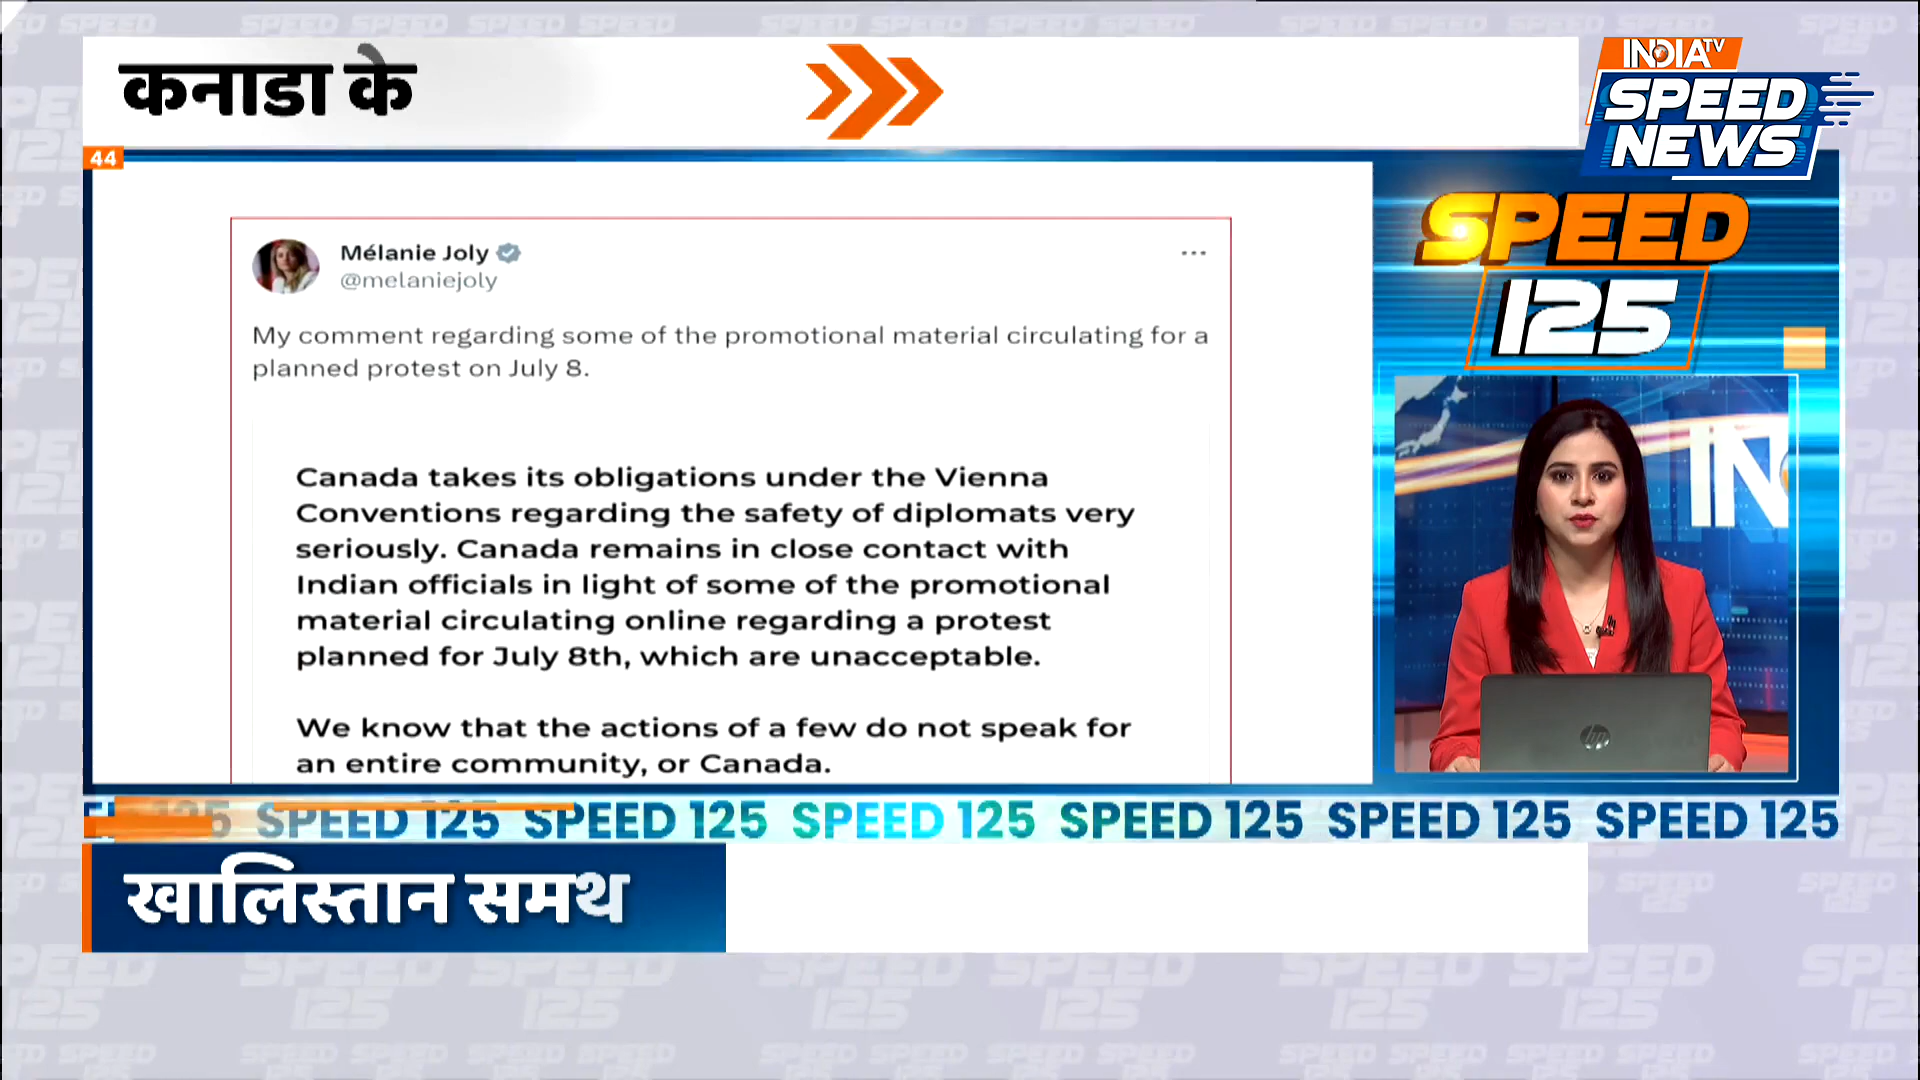 कनाडा के
INDIA TV
SPEED
NEWS
44
SPEED
125
Mélanie Joly
@melaniejoly
My comment regarding some of the promotional material circulating for a
planned protest on July 8.
Canada takes its obligations under the Vienna
Conventions regarding the safety of diplomats very
seriously. Canada remains in close contact with
Indian officials in light of some of the promotional
material circulating online regarding a protest
planned for July 8th, which are unacceptable.
We know that the actions of a few do not speak for
an entire community, or Canada.
IN
hp
125 SPEED 125 SPEED 125 SPEED 125 SPEED 125 SPEED 125 SPEED 125
खालिस्तान समथ